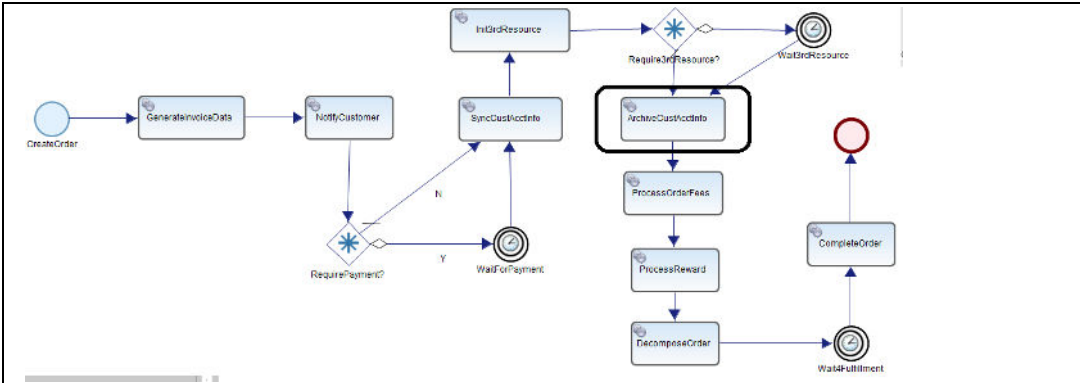 Init3rdResource
Require3rdResource?
Wait3rdResource
CreateOrder
GenerateInvoiceData
NotifyCustomer
SyncCustAcctInfo
ArchiveCustAcctInfo
N
Y
RequirePayment?
WaitForPayment
ProcessOrderFees
CompleteOrder
ProcessReward
DecomposeOrder
Wait4Fulfillment